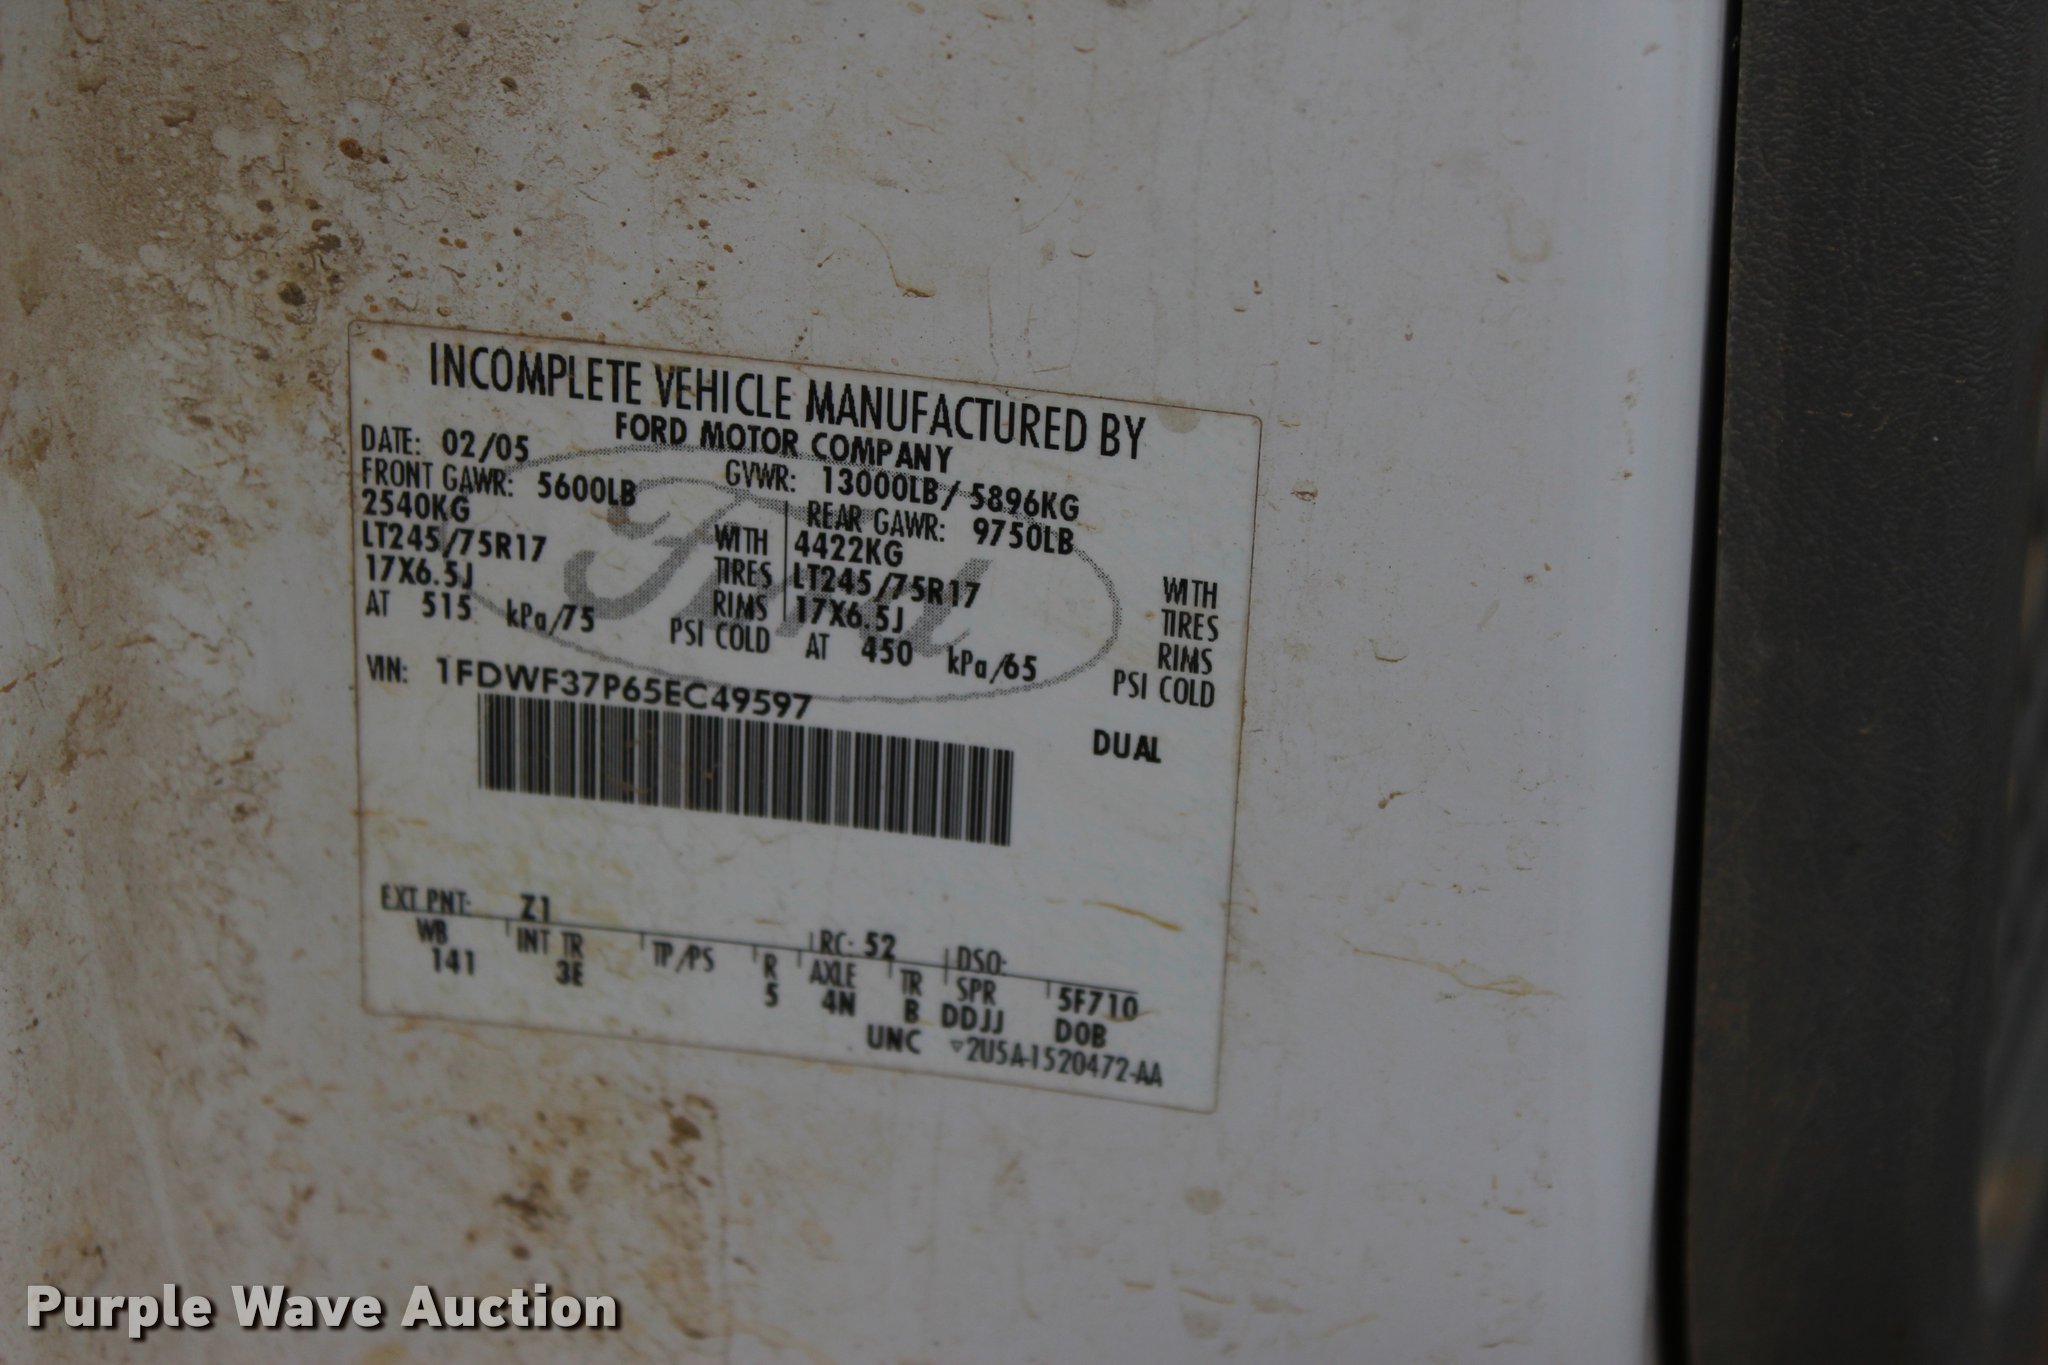 INCOMPLETE VEHICLE MANUFACTURED BY
FORD MOTOR COMPANY
DATE: 02/05
GVWR: 13000LB/ 5896KG
FRONT GAWR: 5600LB
2540KG
WITH
LT245/75R17
TIRES
17X6.5J
RIMS
AT 515 kPa/75 PSI COLD
REAR GAWR: 9750LB
4422KG
WITH
LT245/75R17
TIRES
17X6.5J
RIMS
AT 450 kPa/65 PSI COLD
VIN: 1FDWF37P65EC49597
DUAL
Ford
EXT PNT: Z1
RC: 52
DSO:
WB INT TR TP/PS R AXLE TR SPR 5F710
141 3E 5 4N B DDJJ DOB
UNC ▽2U5A-1520472-AA
Purple Wave Auction